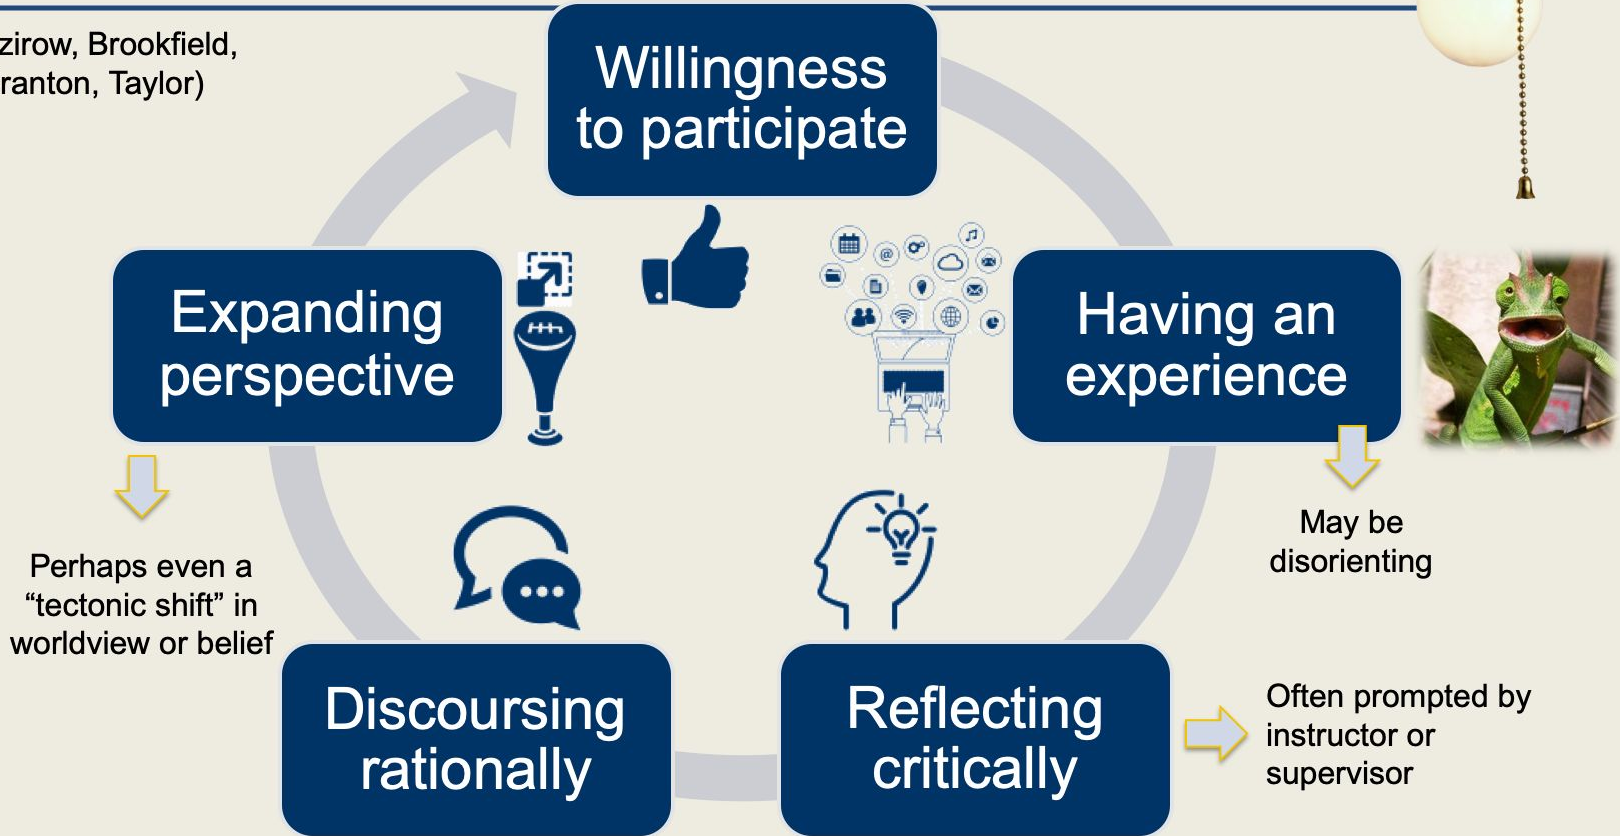 zirow, Brookfield,
ranton, Taylor)
Willingness
to participate
Expanding
perspective
Having an
experience
May be
disorienting
Perhaps even a
“tectonic shift” in
worldview or belief
Discoursing
rationally
Reflecting
critically
Often prompted by
instructor or
supervisor